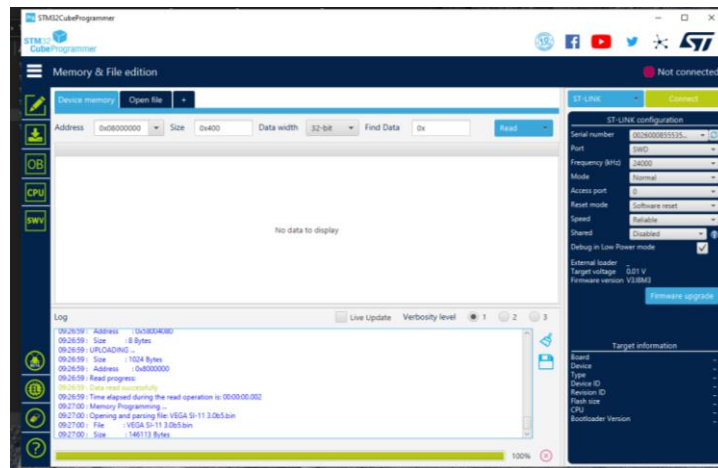 STM32CubeProgrammer
STM32
CubeProgrammer
Memory & File edition
Not connected
Device memory Open file +
ST-LINK Connect
Address 0x08000000 Size 0x400 Data width 32-bit Find Data 0x Read
ST-LINK configuration
Serial number 0026000855535...
Port SWD
Frequency (kHz) 24000
Mode Normal
Access port 0
Reset mode Software reset
Speed Reliable
Shared Disabled
Debug in Low Power mode
External loader _
Target voltage 0.01 V
Firmware version V3J8M3
Firmware upgrade
OB
CPU
SWV
No data to display
Log Live Update Verbosity level 1 2 3
09:26:59 : Address : 0x58004080
09:26:59 : Size : 8 Bytes
09:26:59 : UPLOADING ...
09:26:59 : Size : 1024 Bytes
09:26:59 : Address : 0x8000000
09:26:59 : Read progress:
09:26:59 : Data read successfully
09:26:59 : Time elapsed during the read operation is: 00:00:00.002
09:27:00 : Memory Programming ...
09:27:00 : Opening and parsing file: VEGA SI-11 3.0b5.bin
09:27:00 : File : VEGA SI-11 3.0b5.bin
09:27:00 : Size : 146113 Bytes
100%
Target information
Board _
Device _
Type _
Device ID _
Revision ID _
Flash size _
CPU _
Bootloader Version _